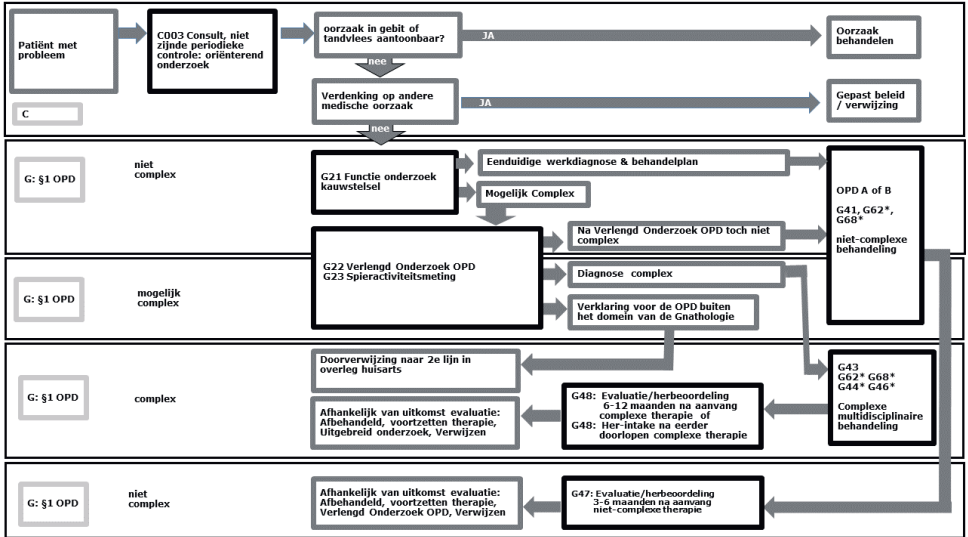 Patiënt met
probleem
C003 Consult, niet
zijnde periodieke
controle: oriënterend
onderzoek
oorzaak in gebit of
tandvlees aantoonbaar?
JA
Oorzaak
behandelen
nee
C
Verdenking op andere
medische oorzaak
JA
Gepast beleid
/ verwijzing
nee
G: §1 OPD
niet
complex
G21 Functie onderzoek
kauwstelsel
Eenduidige werkdiagnose & behandelplan
Mogelijk Complex
OPD A of B
G41, G62*,
G68*
niet-complexe
behandeling
Na Verlengd Onderzoek OPD toch niet
complex
G22 Verlengd Onderzoek OPD
G23 Spieractiviteitsmeting
G: §1 OPD
mogelijk
complex
Diagnose complex
Verklaring voor de OPD buiten
het domein van de Gnathologie
G: §1 OPD
complex
Doorverwijzing naar 2e lijn in
overleg huisarts
Afhankelijk van uitkomst evaluatie:
Afbehandeld, voortzetten therapie,
Uitgebreid onderzoek, Verwijzen
G48: Evaluatie/herbeoordeling
6-12 maanden na aanvang
complexe therapie of
G48: Her-intake na eerder
doorlopen complexe therapie
G43
G62* G68*
G44* G46*
Complexe
multidisciplinaire
behandeling
G: §1 OPD
niet
complex
Afhankelijk van uitkomst evaluatie:
Afbehandeld, voortzetten therapie,
Verlengd Onderzoek OPD, Verwijzen
G47: Evaluatie/herbeoordeling
3-6 maanden na aanvang
niet-complexe therapie